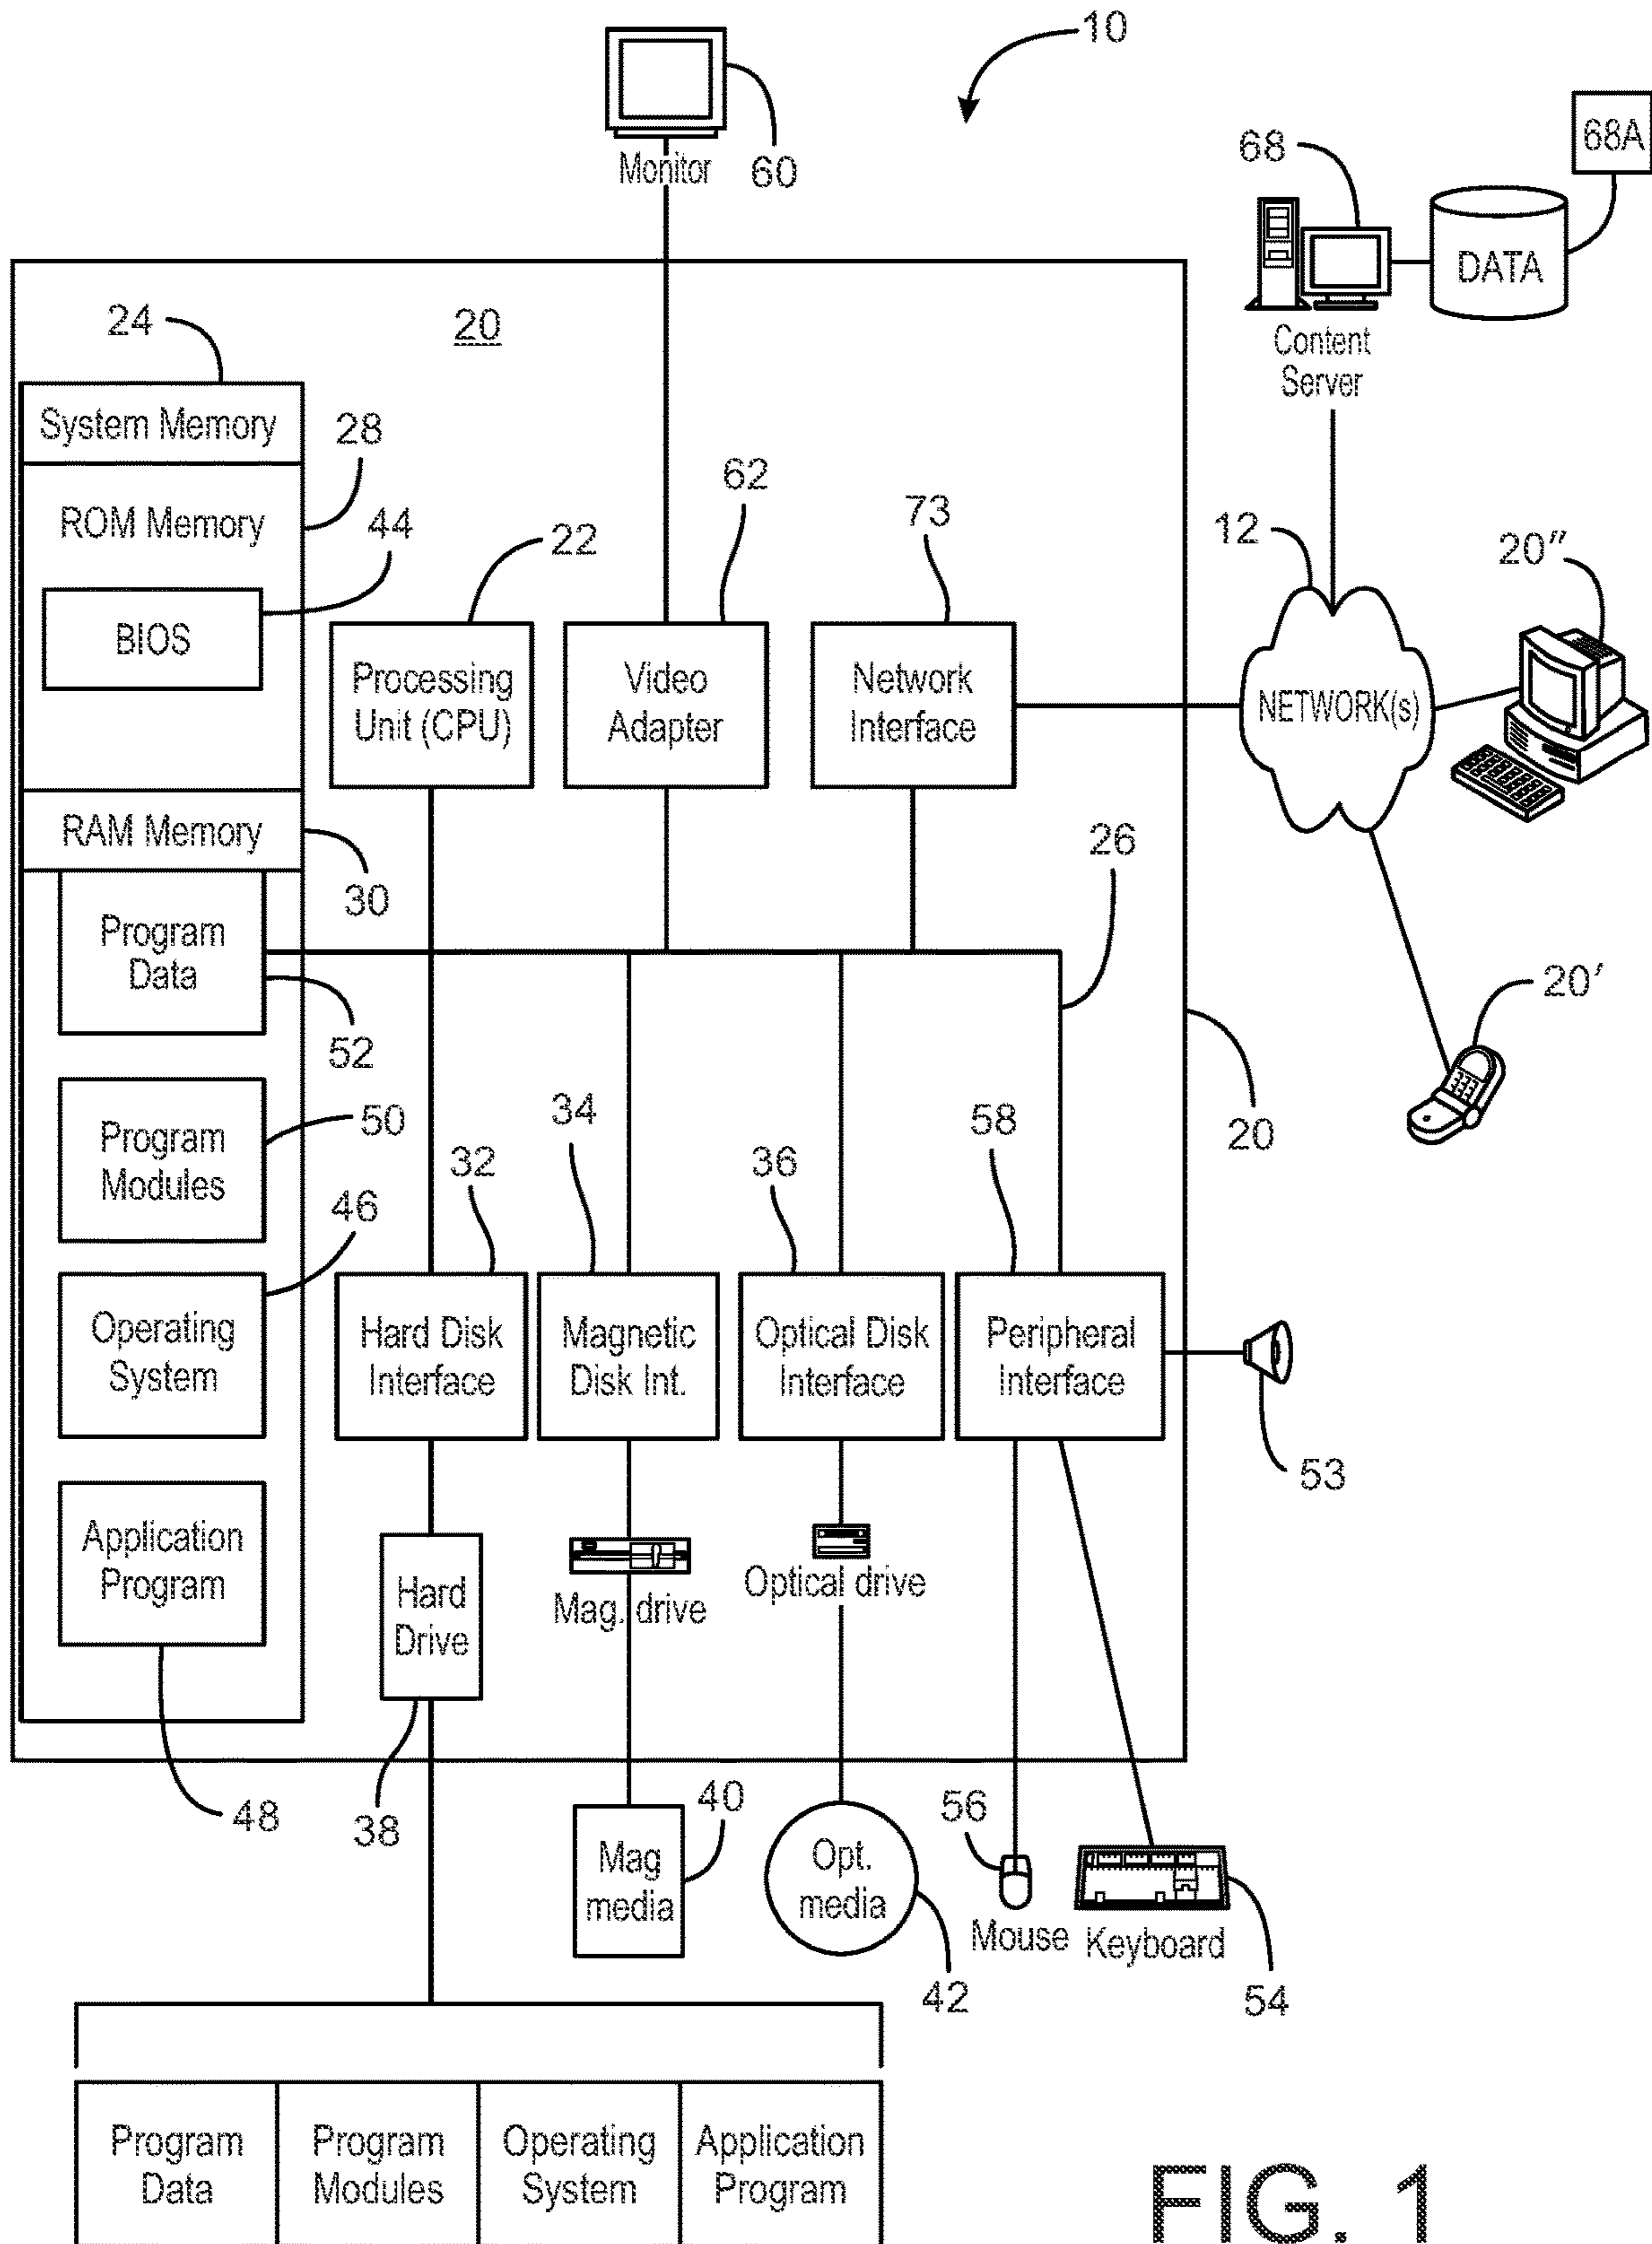 10
60
Monitor
68
68A
DATA
Content
Server
24
20
System Memory
28
ROM Memory
44
BIOS
22
62
73
12
20″
Processing
Unit (CPU)
Video
Adapter
Network
Interface
NETWORK(s)
RAM Memory
30
26
Program
Data
52
20′
Program
Modules
50
34
58
20
32
36
46
Operating
System
Hard Disk
Interface
Magnetic
Disk Int.
Optical Disk
Interface
Peripheral
Interface
53
Application
Program
Hard
Drive
Mag. drive
Optical drive
48
38
40
56
Mag
media
Opt.
media
Mouse
Keyboard
42
54
Program
Data
Program
Modules
Operating
System
Application
Program
FIG. 1